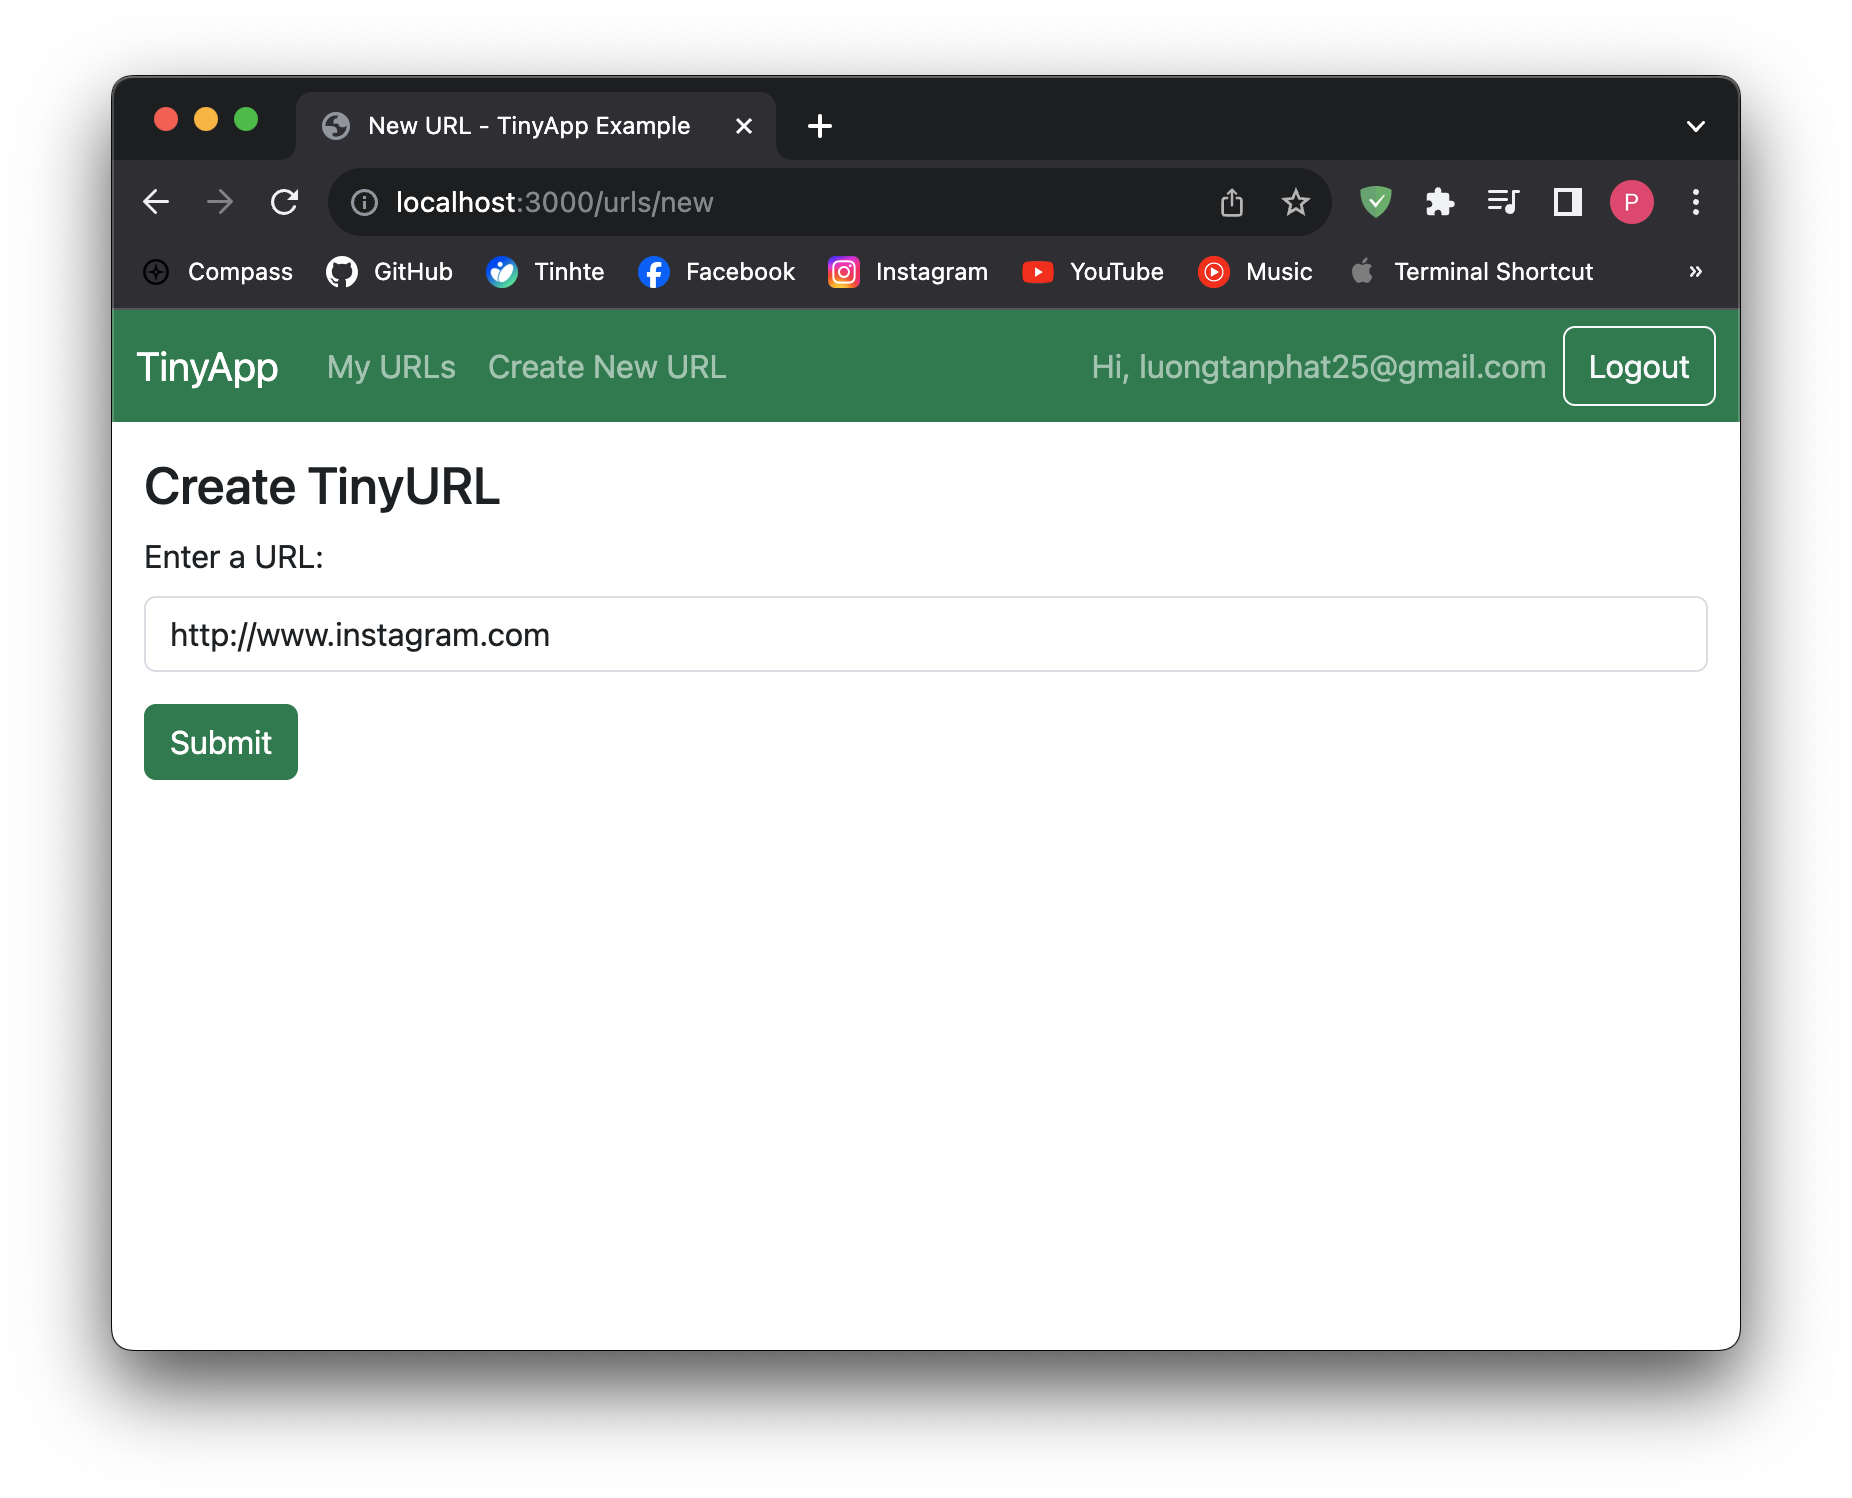 New URL - TinyApp Example
localhost:3000/urls/new
P
Compass GitHub Tinhte Facebook Instagram YouTube Music Terminal Shortcut »
TinyApp My URLs Create New URL Hi, luongtanphat25@gmail.com Logout
Create TinyURL
Enter a URL:
http://www.instagram.com
Submit